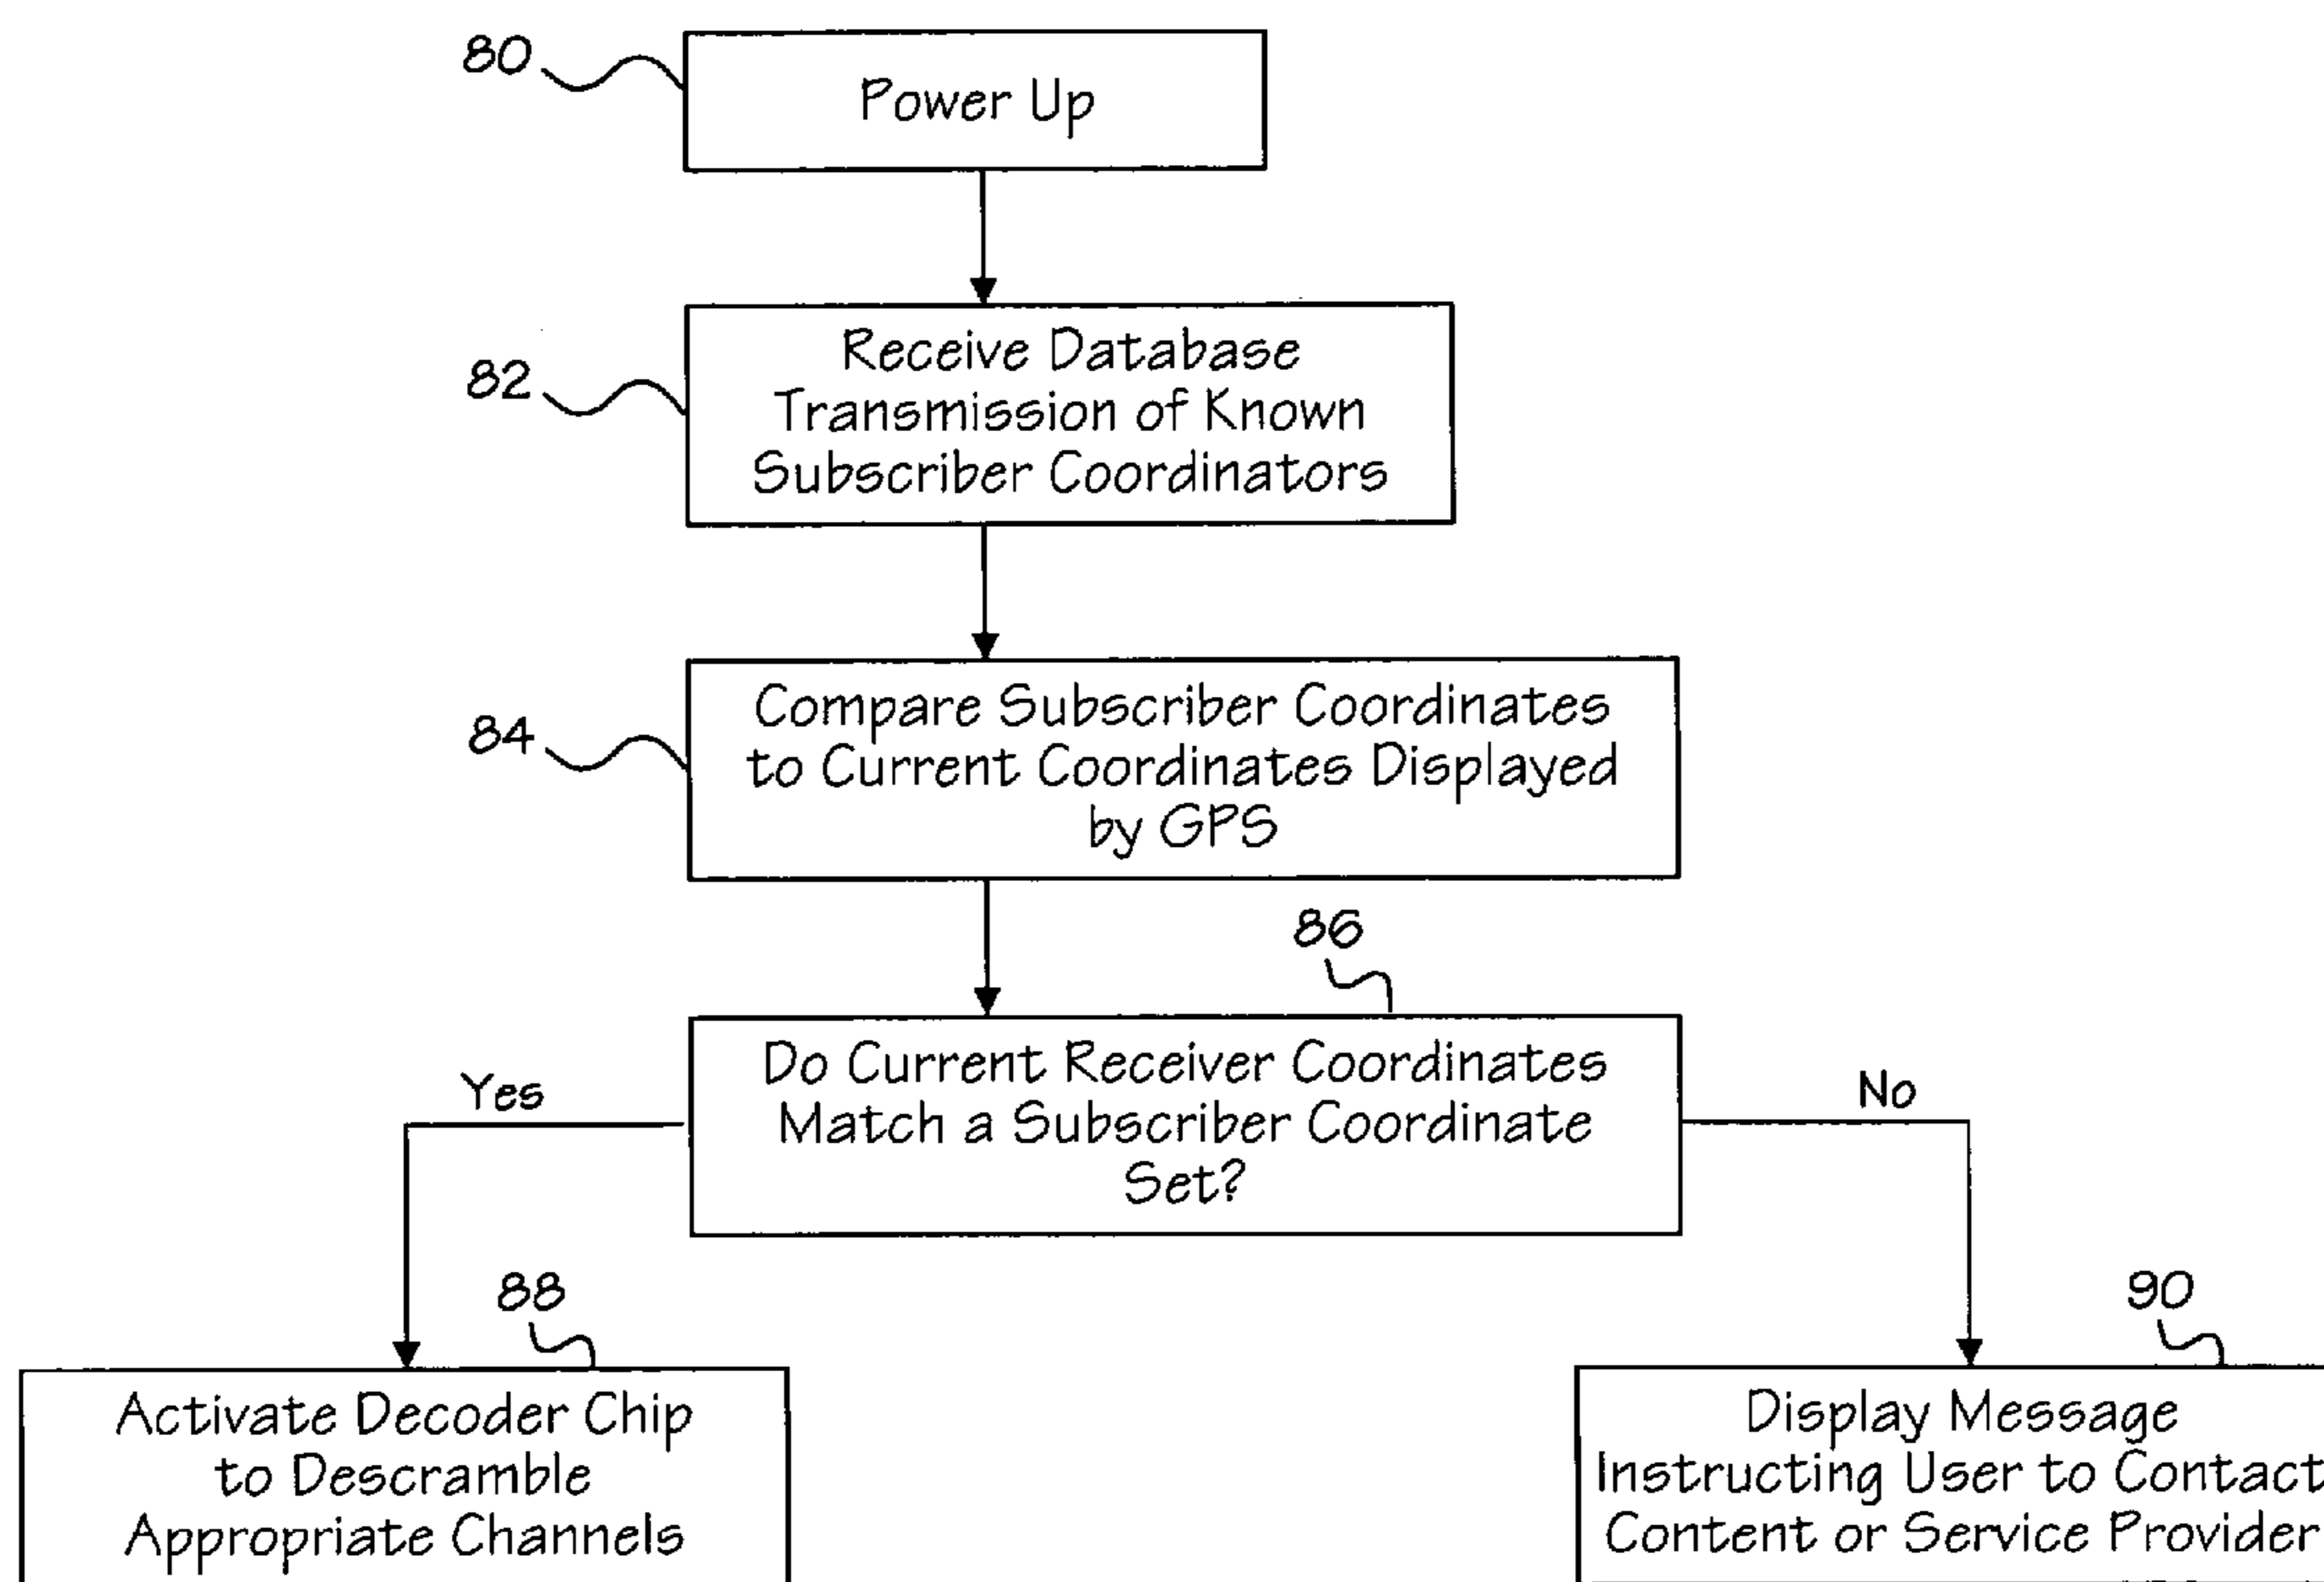 80
Power Up
82
Receive Database
Transmission of Known
Subscriber Coordinators
84
Compare Subscriber Coordinates
to Current Coordinates Displayed
by GPS
86
Do Current Receiver Coordinates
Match a Subscriber Coordinate
Set?
Yes
No
88
Activate Decoder Chip
to Descramble
Appropriate Channels
90
Display Message
Instructing User to Contact
Content or Service Provider